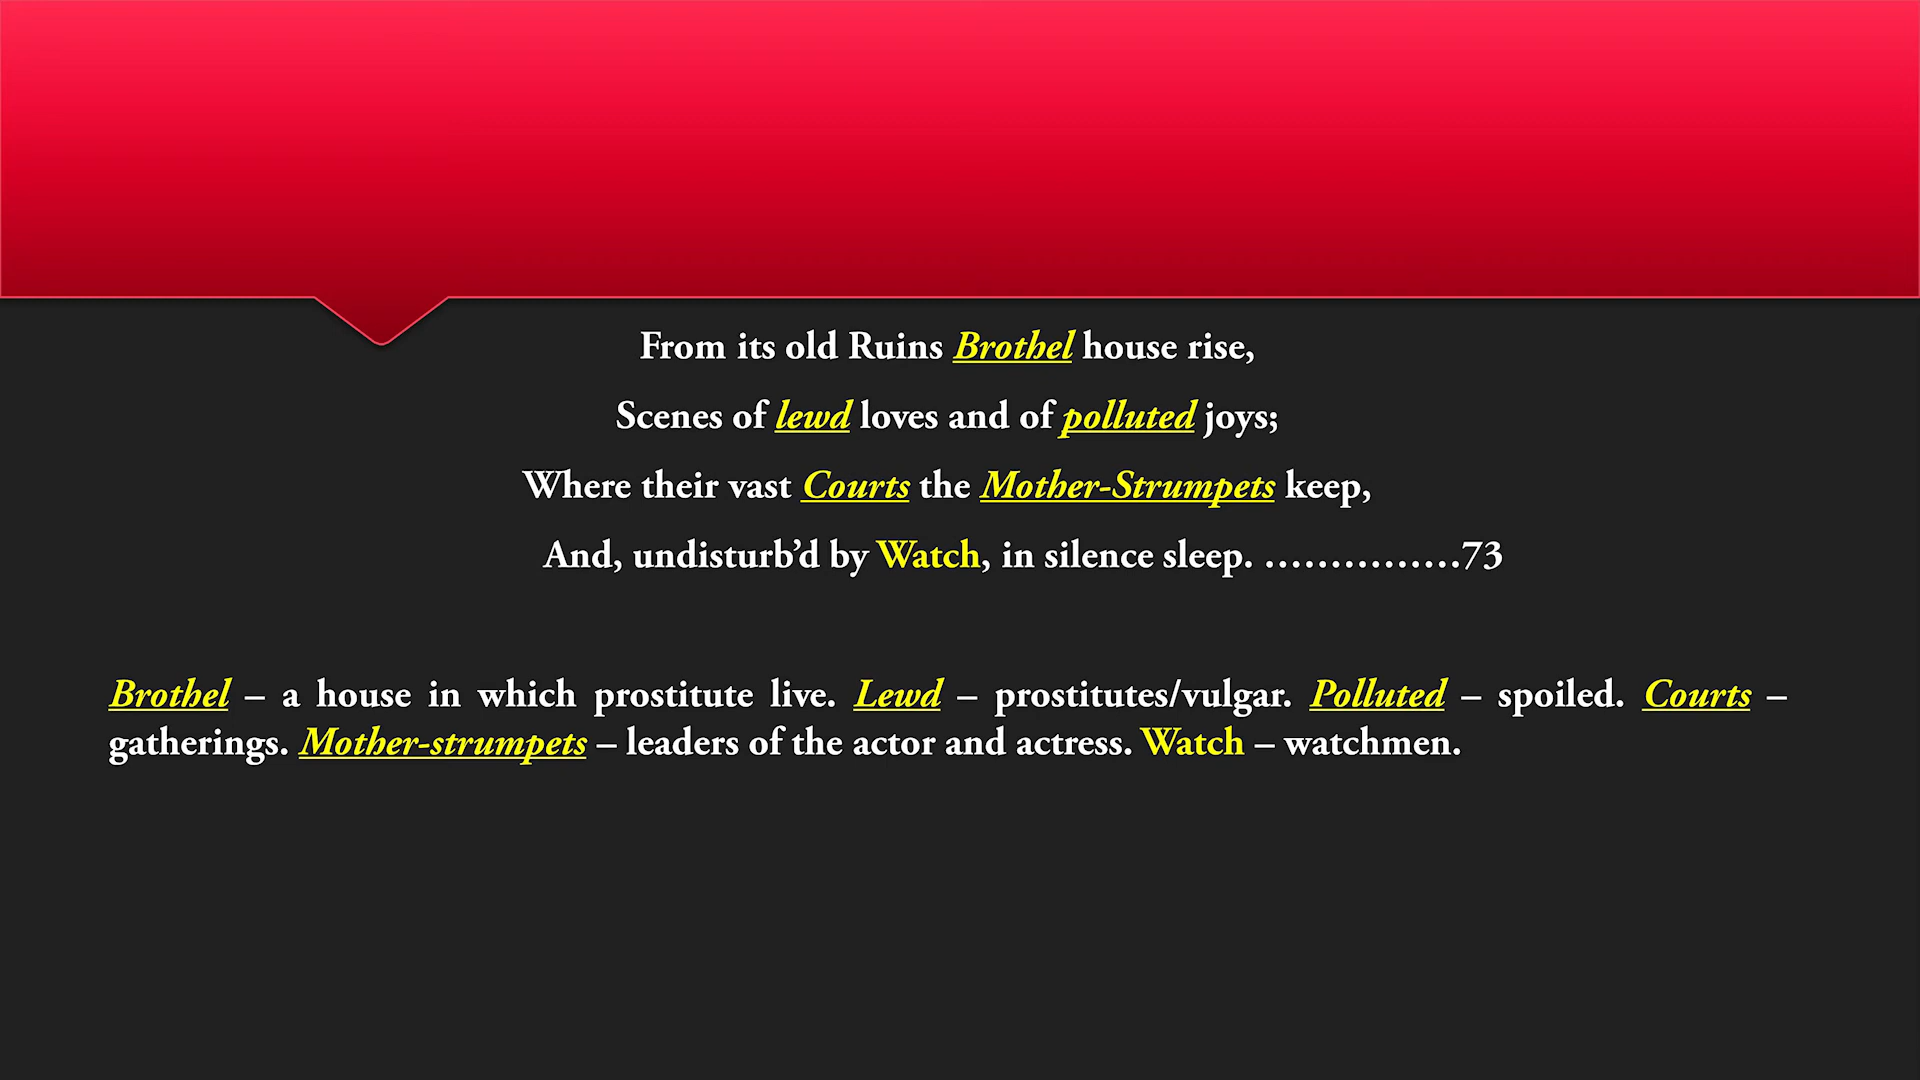 From its old Ruins Brothel house rise,
Scenes of lewd loves and of polluted joys;
Where their vast Courts the Mother-Strumpets keep,
And, undisturb’d by Watch, in silence sleep. ……………73
Brothel – a house in which prostitute live. Lewd – prostitutes/vulgar. Polluted – spoiled. Courts –
gatherings. Mother-strumpets – leaders of the actor and actress. Watch – watchmen.